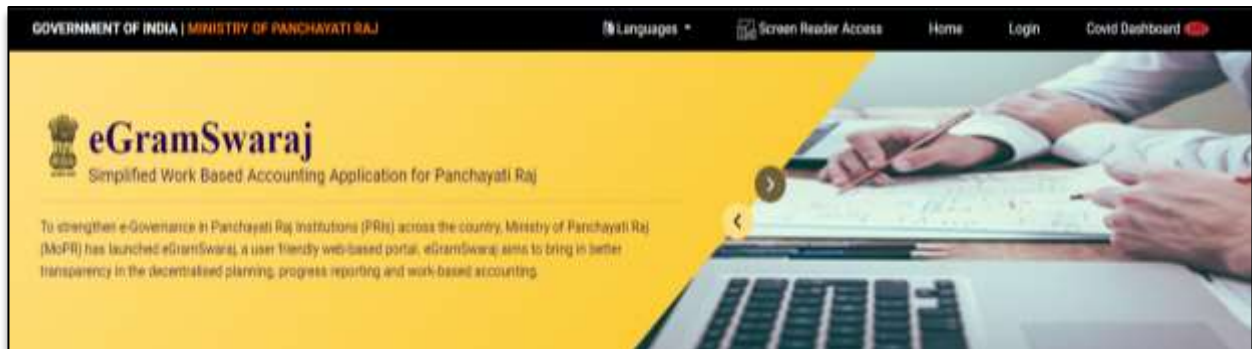 GOVERNMENT OF INDIA | MINISTRY OF PANCHAYATI RAJ
Languages
Screen Reader Access
Home
Login
Covid Dashboard
eGramSwaraj
Simplified Work Based Accounting Application for Panchayati Raj
To strengthen e-Governance in Panchayati Raj Institutions (PRIs) across the country, Ministry of Panchayati Raj
(MoPR) has launched eGramSwaraj, a user friendly web-based portal. eGramSwaraj aims to bring in better
transparency in the decentralised planning, progress reporting and work-based accounting.